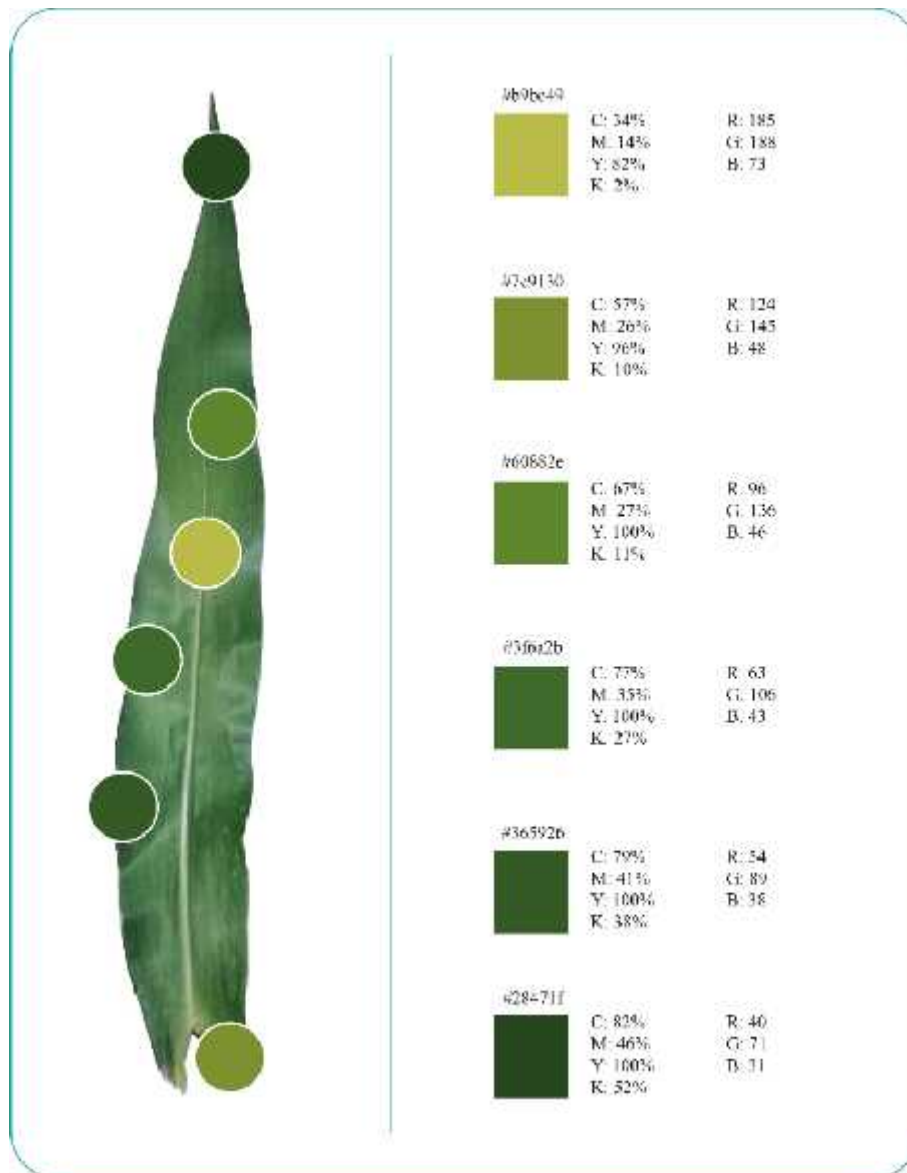 #b9bc49
C: 34% R: 185
M: 14% G: 188
Y: 82% B: 73
K: 2%
#7c9130
C: 57% R: 124
M: 26% G: 145
Y: 96% B: 48
K: 10%
#60882e
C: 67% R: 96
M: 27% G: 136
Y: 100% B: 46
K: 11%
#3f6a2b
C: 77% R: 63
M: 35% G: 106
Y: 100% B: 43
K: 27%
#365926
C: 79% R: 54
M: 41% G: 89
Y: 100% B: 38
K: 38%
#28471f
C: 82% R: 40
M: 46% G: 71
Y: 100% B: 31
K: 52%